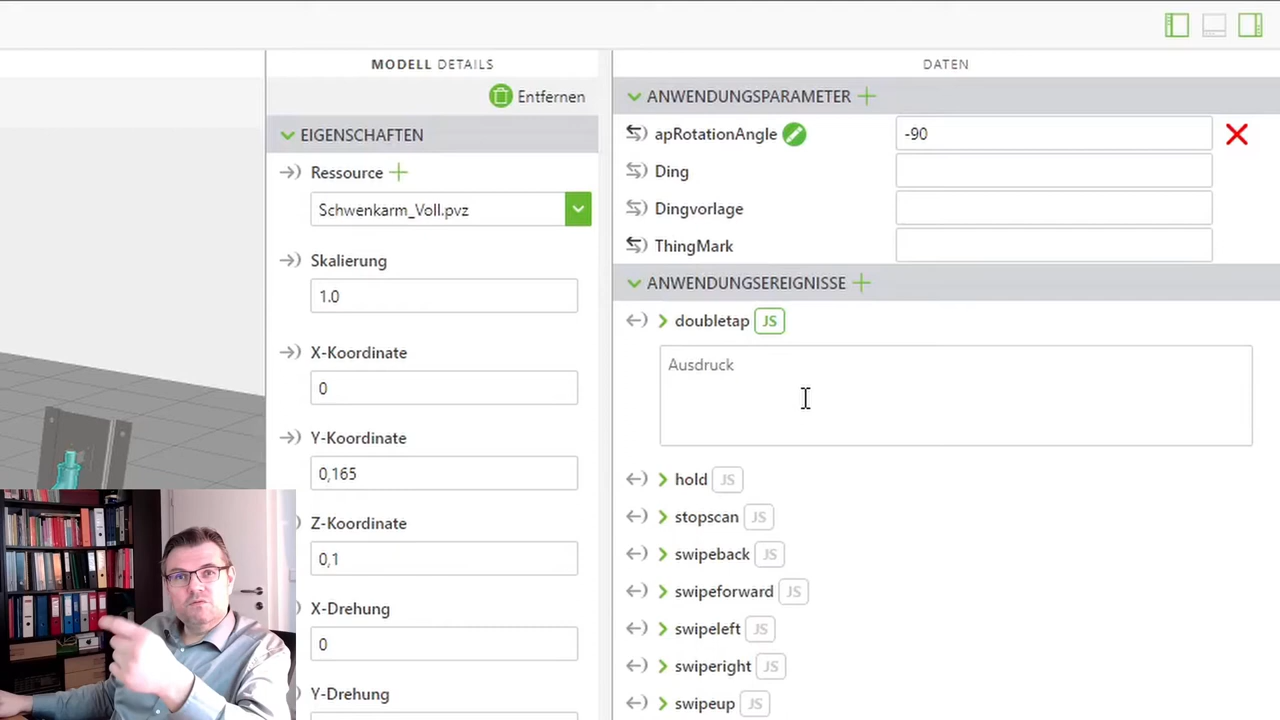 MODELL DETAILS
Entfernen
EIGENSCHAFTEN
Ressource
Schwenkarm_Voll.pvz
Skalierung
1.0
X-Koordinate
0
Y-Koordinate
0,165
Z-Koordinate
0,1
X-Drehung
0
Y-Drehung
DATEN
ANWENDUNGSPARAMETER
apRotationAngle -90
Ding
Dingvorlage
ThingMark
ANWENDUNGSEREIGNISSE
doubletap JS
Ausdruck
hold JS
stopscan JS
swipeback JS
swipeforward JS
swipeleft JS
swiperight JS
swipeup JS